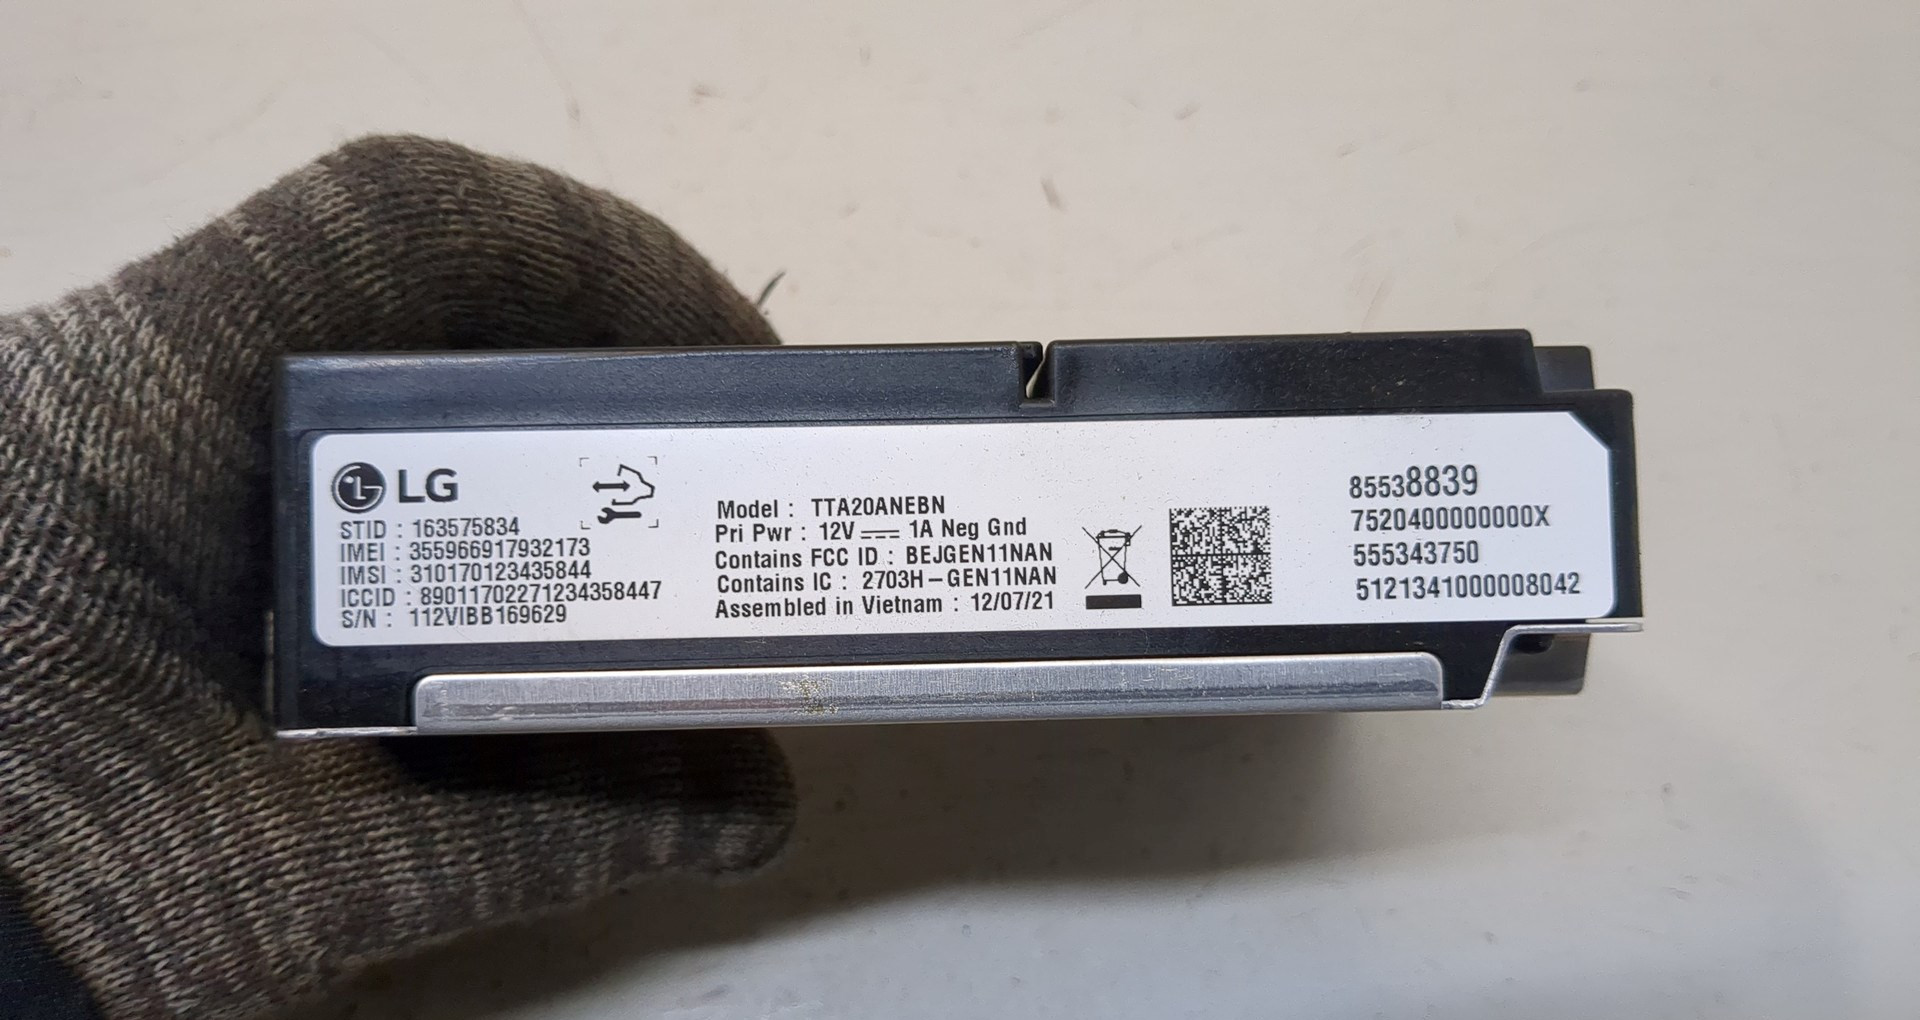 LG
STID : 163575834
IMEI : 355966917932173
IMSI : 310170123435844
ICCID : 89011702271234358447
S/N : 112VIBB169629
Model : TTA20ANEBN
Pri Pwr : 12V 1A Neg Gnd
Contains FCC ID : BEJGEN11NAN
Contains IC : 2703H-GEN11NAN
Assembled in Vietnam : 12/07/21
85538839
7520400000000X
555343750
5121341000008042